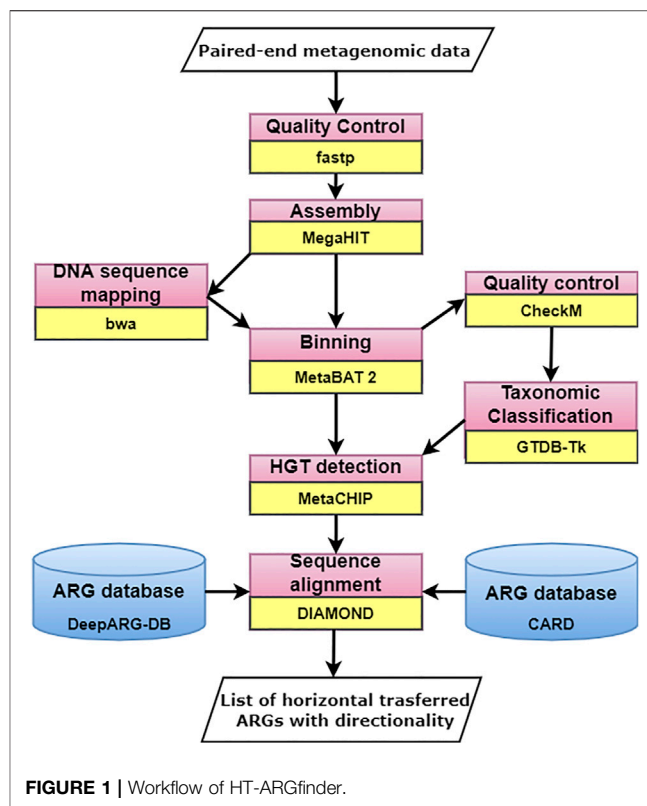 Paired-end metagenomic data
Quality Control
fastp
Assembly
MegaHIT
DNA sequence
mapping
bwa
Quality control
CheckM
Binning
MetaBAT 2
Taxonomic
Classification
GTDB-Tk
HGT detection
MetaCHIP
Sequence
alignment
DIAMOND
ARG database
DeepARG-DB
ARG database
CARD
List of horizontal trasferred
ARGs with directionality
FIGURE 1 | Workflow of HT-ARGfinder.